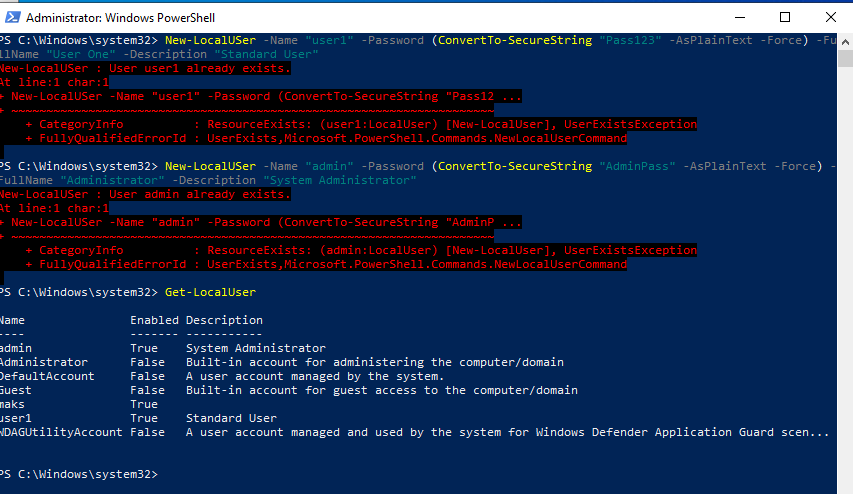 Administrator: Windows PowerShell
PS C:\Windows\system32> New-LocalUSer -Name "user1" -Password (ConvertTo-SecureString "Pass123" -AsPlainText -Force) -Fu
llName "User One" -Description "Standard User"
New-LocalUSer : User user1 already exists.
At line:1 char:1
+ New-LocalUSer -Name "user1" -Password (ConvertTo-SecureString "Pass12 ...
+ ~~~~~~~~~~~~~~~~~~~~~~~~~~~~~~~~~~~~~~~~~~~~~~~~~~~~~~~~~~~~~~~~~
    + CategoryInfo          : ResourceExists: (user1:LocalUser) [New-LocalUser], UserExistsException
    + FullyQualifiedErrorId : UserExists,Microsoft.PowerShell.Commands.NewLocalUserCommand
PS C:\Windows\system32> New-LocalUSer -Name "admin" -Password (ConvertTo-SecureString "AdminPass" -AsPlainText -Force) -
FullName "Administrator" -Description "System Administrator"
New-LocalUSer : User admin already exists.
At line:1 char:1
+ New-LocalUSer -Name "admin" -Password (ConvertTo-SecureString "AdminP ...
+ ~~~~~~~~~~~~~~~~~~~~~~~~~~~~~~~~~~~~~~~~~~~~~~~~~~~~~~~~~~~~~~~~~
    + CategoryInfo          : ResourceExists: (admin:LocalUser) [New-LocalUser], UserExistsException
    + FullyQualifiedErrorId : UserExists,Microsoft.PowerShell.Commands.NewLocalUserCommand
PS C:\Windows\system32> Get-LocalUser
Name               Enabled Description
----               ------- -----------
admin              True    System Administrator
Administrator      False   Built-in account for administering the computer/domain
DefaultAccount     False   A user account managed by the system.
Guest              False   Built-in account for guest access to the computer/domain
maks               True
user1              True    Standard User
WDAGUtilityAccount False   A user account managed and used by the system for Windows Defender Application Guard scen...
PS C:\Windows\system32>